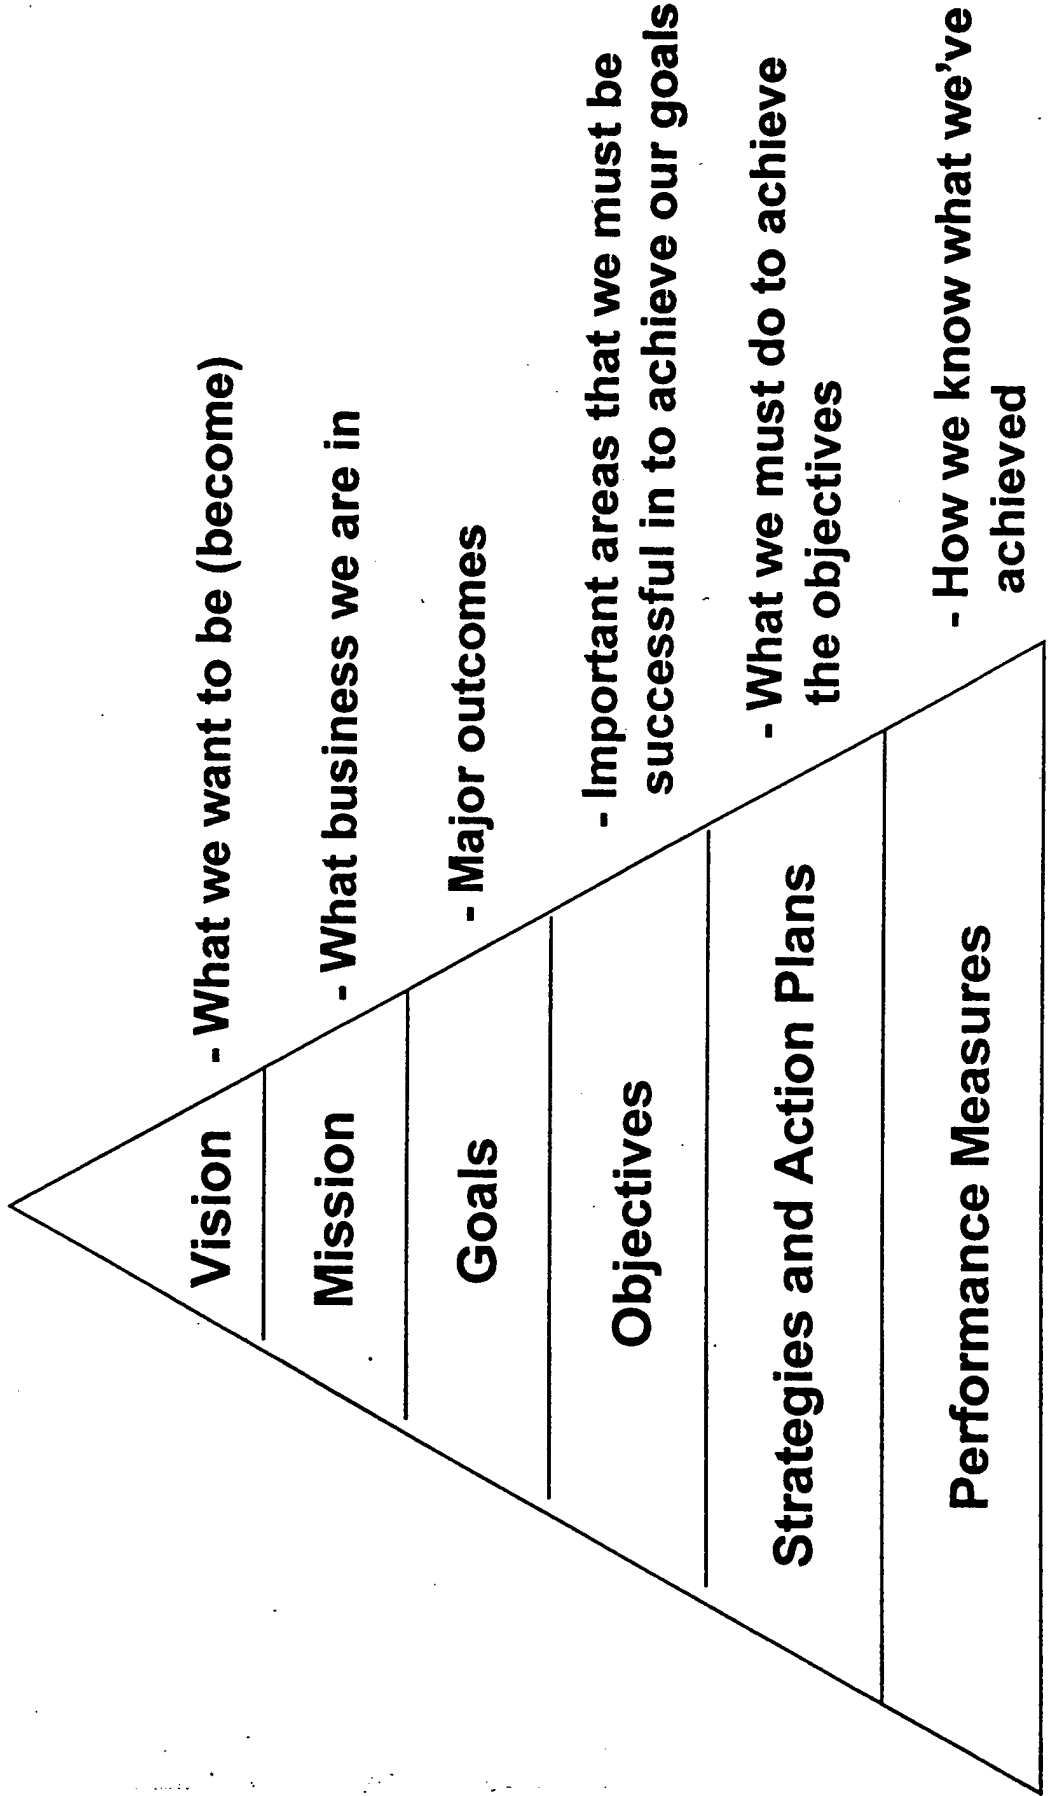 Vision
- What we want to be (become)
Mission
- What business we are in
Goals
- Major outcomes
Objectives
- Important areas that we must be
successful in to achieve our goals
Strategies and Action Plans
- What we must do to achieve
the objectives
Performance Measures
- How we know what we've
achieved